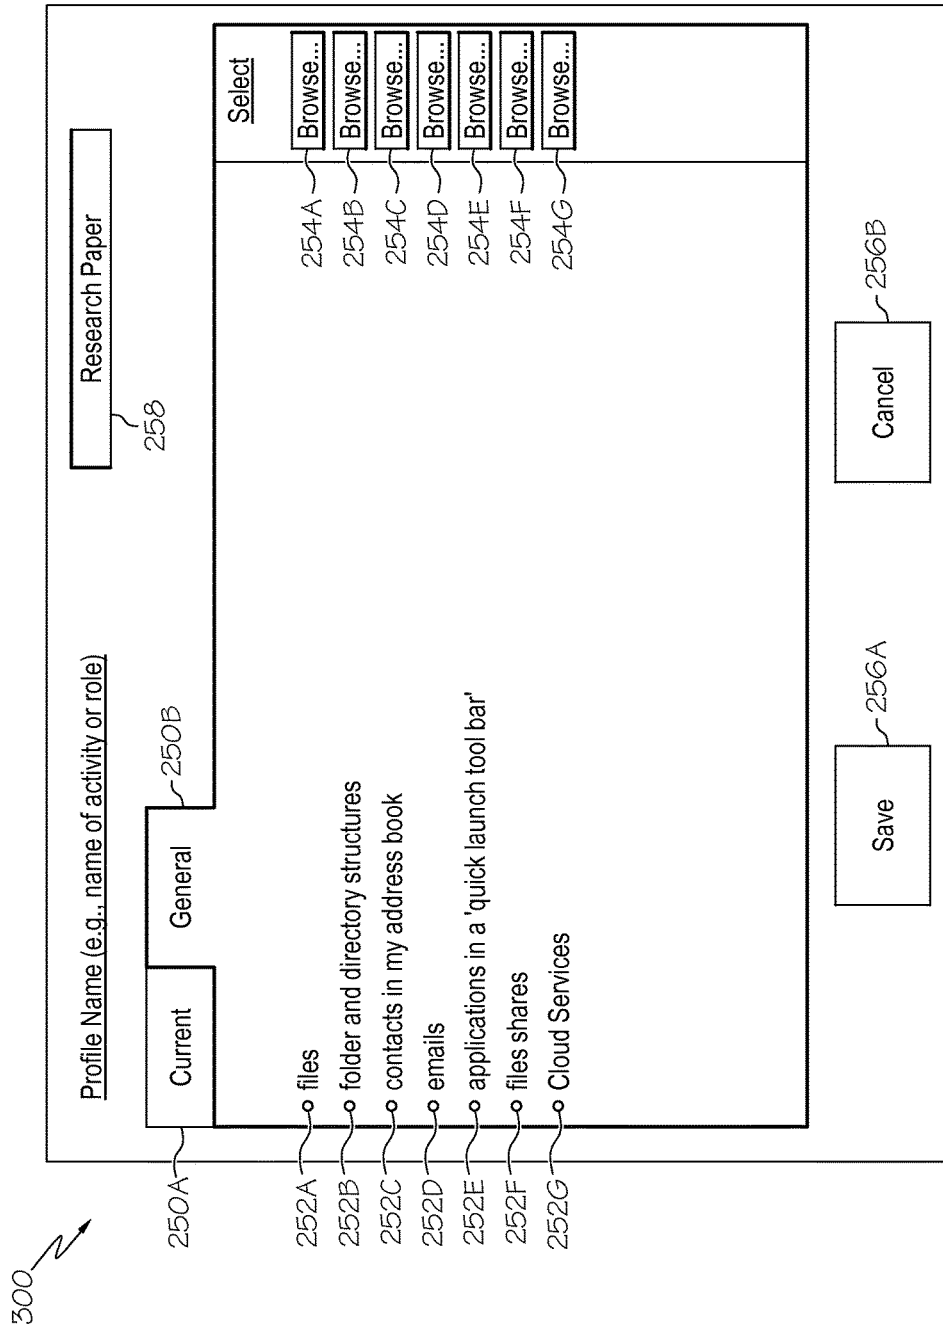 300
Profile Name (e.g., name of activity or role)
Research Paper
258
250A
Current
General
250B
Select
252A
files
254A
Browse...
252B
folder and directory structures
254B
Browse...
252C
contacts in my address book
254C
Browse...
252D
emails
254D
Browse...
252E
applications in a 'quick launch tool bar'
254E
Browse...
252F
files shares
254F
Browse...
252G
Cloud Services
254G
Browse...
Save
256A
Cancel
256B